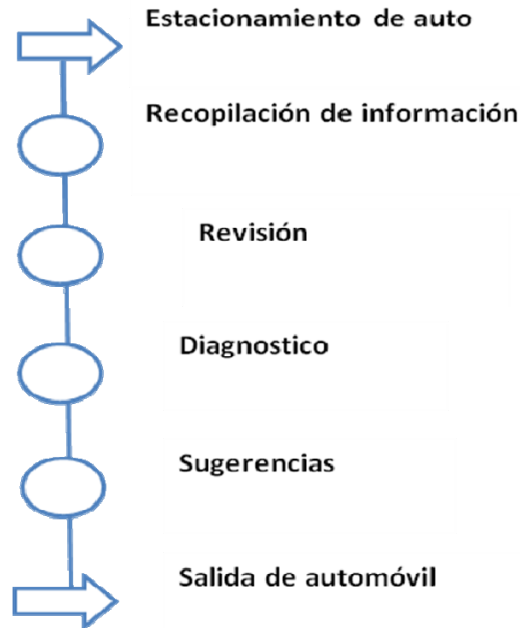 Estacionamiento de auto
Recopilación de información
Revisión
Diagnostico
Sugerencias
Salida de automóvil